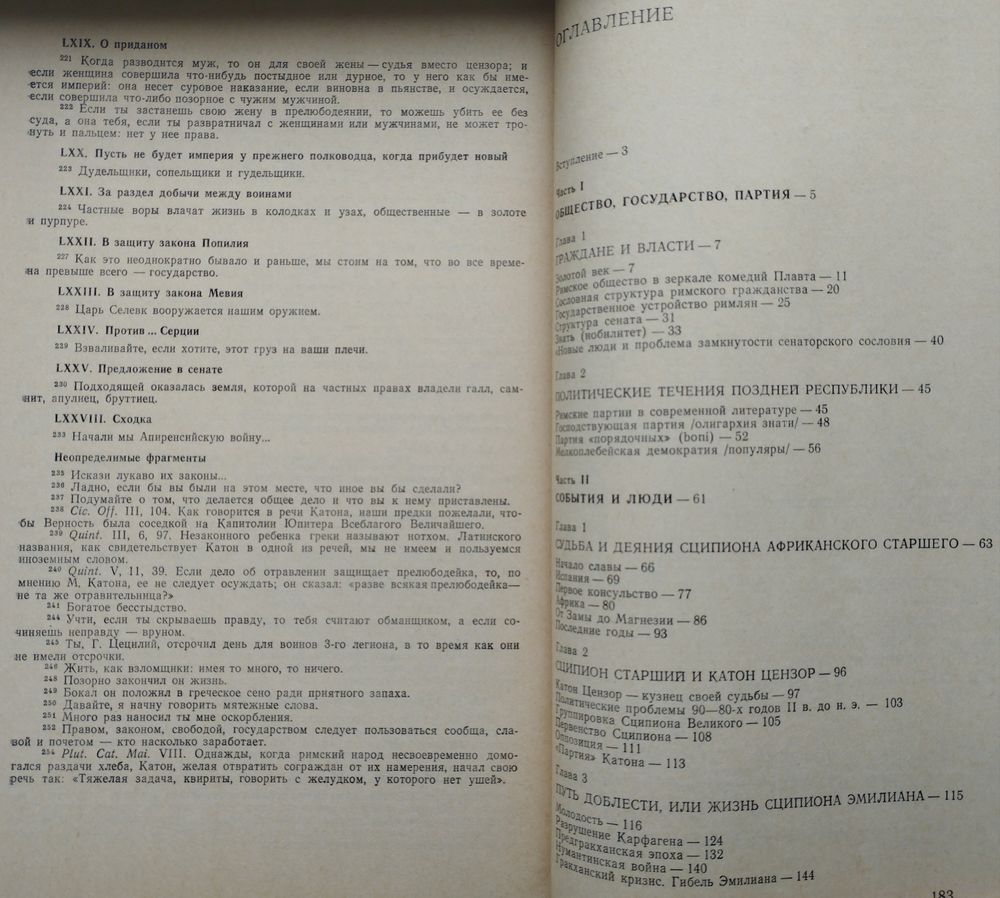 LXIX. О приданом
221 Когда разводится муж, то он для своей жены — судья вместо цензора; и
если женщина совершила что-нибудь постыдное или дурное, то у него как бы име-
ется империй: она несет суровое наказание, если виновна в пьянстве, и осуждается,
если совершила что-либо позорное с чужим мужчиной.
222 Если ты застанешь свою жену в прелюбодеянии, то можешь убить ее без
суда, а она тебя, если ты развратничал с женщинами или мужчинами, не может тро-
нуть и пальцем: нет у нее права.
LXX. Пусть не будет империя у прежнего полководца, когда прибудет новый
223 Дудельщики, сопельщики и гудельщики.
LXXI. За раздел добычи между воинами
224 Частные воры влачат жизнь в колодках и узах, общественные — в золоте
и пурпуре.
LXXII. В защиту закона Попилия
227 Как это неоднократно бывало и раньше, мы стоим на том, что во все време-
на превыше всего — государство.
LXXIII. В защиту закона Мевия
228 Царь Селевк вооружается нашим оружием.
LXXIV. Против ... Серции
229 Взваливайте, если хотите, этот груз на ваши плечи.
LXXV. Предложение в сенате
230 Подходящей оказалась земля, которой на частных правах владели галл, сам-
нит, апулиец, бруттиец.
LXXVIII. Сходка
233 Начали мы Апиренсийскую войну...
Неопределимые фрагменты
235 Искази лукаво их законы...
236 Ладно, если бы вы были на этом месте, что иное вы бы сделали?
237 Подумайте о том, что делается общее дело и что вы к нему приставлены.
238 Cic. Off. III, 104. Как говорится в речи Катона, наши предки пожелали, что-
бы Верность была соседкой на Капитолии Юпитера Всеблагого Величайшего.
239 Quint. III, 6, 97. Незаконного ребенка греки называют нотхом. Латинского
названия, как свидетельствует Катон в одной из речей, мы не имеем и пользуемся
иноземным словом.
240 Quint. V, 11, 39. Если дело об отравлении защищает прелюбодейка, то, по
мнению М. Катона, ее не следует осуждать; он сказал: «разве всякая прелюбодейка—
не та же отравительница?»
241 Богатое бесстыдство.
244 Учти, если ты скрываешь правду, то тебя считают обманщиком, а если со-
чиняешь неправду — вруном.
245 Ты, Г. Цецилий, отсрочил день для воинов 3-го легиона, в то время как они
не имели отсрочки.
246 Жить, как взломщики: имея то много, то ничего.
248 Позорно закончил он жизнь.
249 Бокал он положил в греческое сено ради приятного запаха.
250 Давайте, я начну говорить мятежные слова.
251 Много раз наносил ты мне оскорбления.
252 Правом, законом, свободой, государством следует пользоваться сообща, сла-
вой и почетом — кто насколько заработает.
254 Plut. Cat. Mai. VIII. Однажды, когда римский народ несвоевременно домо-
гался раздачи хлеба, Катон, желая отвратить сограждан от их намерения, начал свою
речь так: «Тяжелая задача, квириты, говорить с желудком, у которого нет ушей».
ОГЛАВЛЕНИЕ
Вступление — 3
Часть I
ОБЩЕСТВО, ГОСУДАРСТВО, ПАРТИЯ — 5
Глава 1
ГРАЖДАНЕ И ВЛАСТИ — 7
Золотой век — 7
Римское общество в зеркале комедий Плавта — 11
Сословная структура римского гражданства — 20
Государственное устройство римлян — 25
Структура сената — 31
Знать (нобилитет) — 33
«Новые люди и проблема замкнутости сенаторского сословия — 40
Глава 2
ПОЛИТИЧЕСКИЕ ТЕЧЕНИЯ ПОЗДНЕЙ РЕСПУБЛИКИ — 45
Римские партии в современной литературе — 45
Господствующая партия /олигархия знати/ — 48
Партия «порядочных» (boni) — 52
Мелкоплебейская демократия /популяры/ — 56
Часть II
СОБЫТИЯ И ЛЮДИ — 61
Глава 1
СУДЬБА И ДЕЯНИЯ СЦИПИОНА АФРИКАНСКОГО СТАРШЕГО — 63
Начало славы — 66
Испания — 69
Первое консульство — 77
Африка — 80
От Замы до Магнезии — 86
Последние годы — 93
Глава 2
СЦИПИОН СТАРШИЙ И КАТОН ЦЕНЗОР — 96
Катон Цензор — кузнец своей судьбы — 97
Политические проблемы 90—80-х годов II в. до н. э. — 103
Группировка Сципиона Великого — 105
Первенство Сципиона — 108
Оппозиция — 111
«Партия» Катона — 113
Глава 3
ПУТЬ ДОБЛЕСТИ, ИЛИ ЖИЗНЬ СЦИПИОНА ЭМИЛИАНА — 115
Молодость — 116
Разрушение Карфагена — 124
Предгракханская эпоха — 132
Нумантинская война — 140
Гракханский кризис. Гибель Эмилиана — 144
183